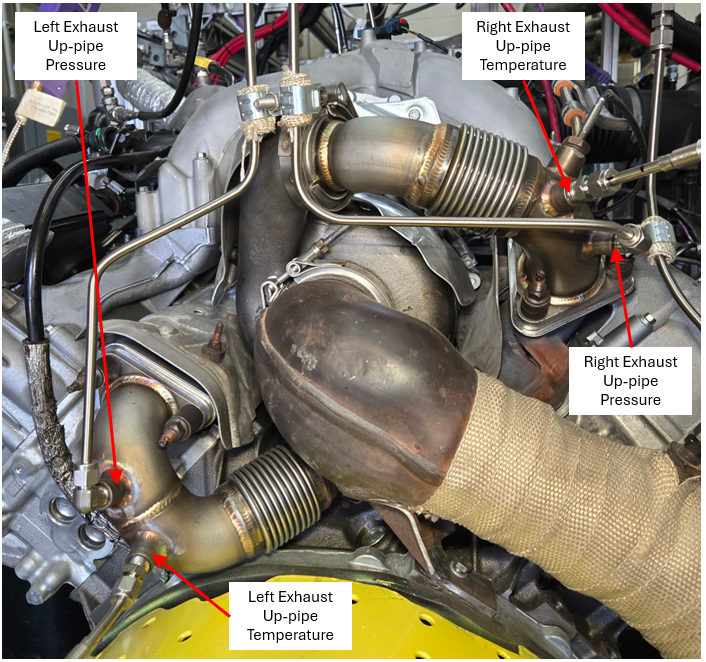 Left Exhaust
Up-pipe
Pressure
Right Exhaust
Up-pipe
Temperature
Right Exhaust
Up-pipe
Pressure
Left Exhaust
Up-pipe
Temperature